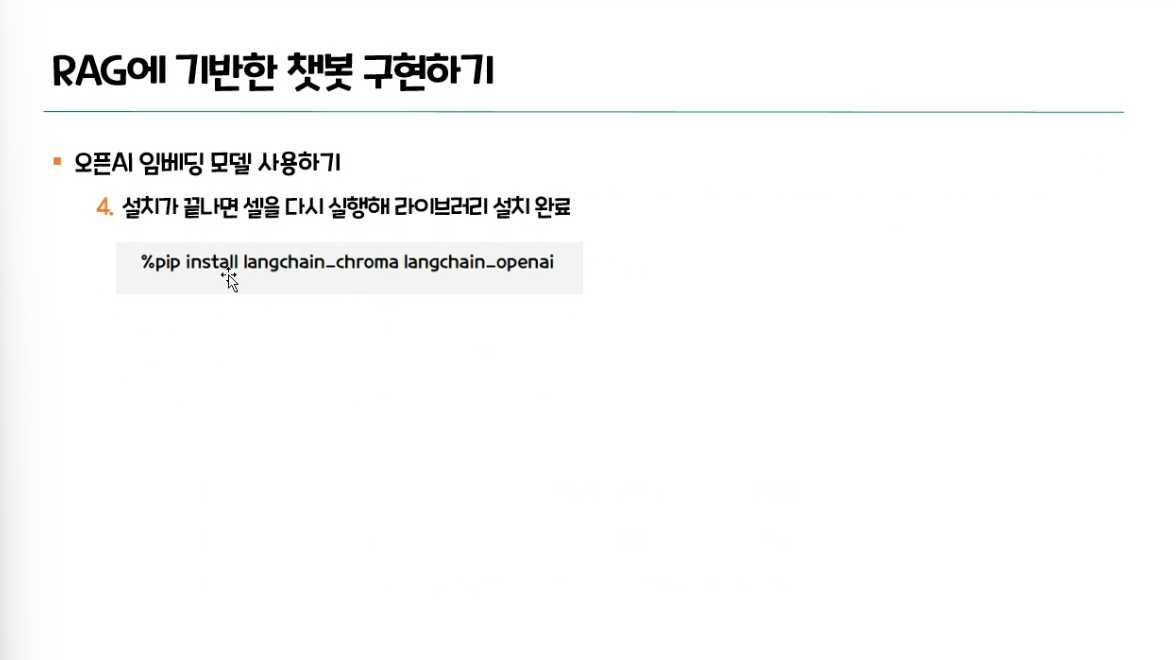 RAG에 기반한 챗봇 구현하기
▪ 오픈AI 임베딩 모델 사용하기
4. 설치가 끝나면 셀을 다시 실행해 라이브러리 설치 완료
%pip install langchain_chroma langchain_openai